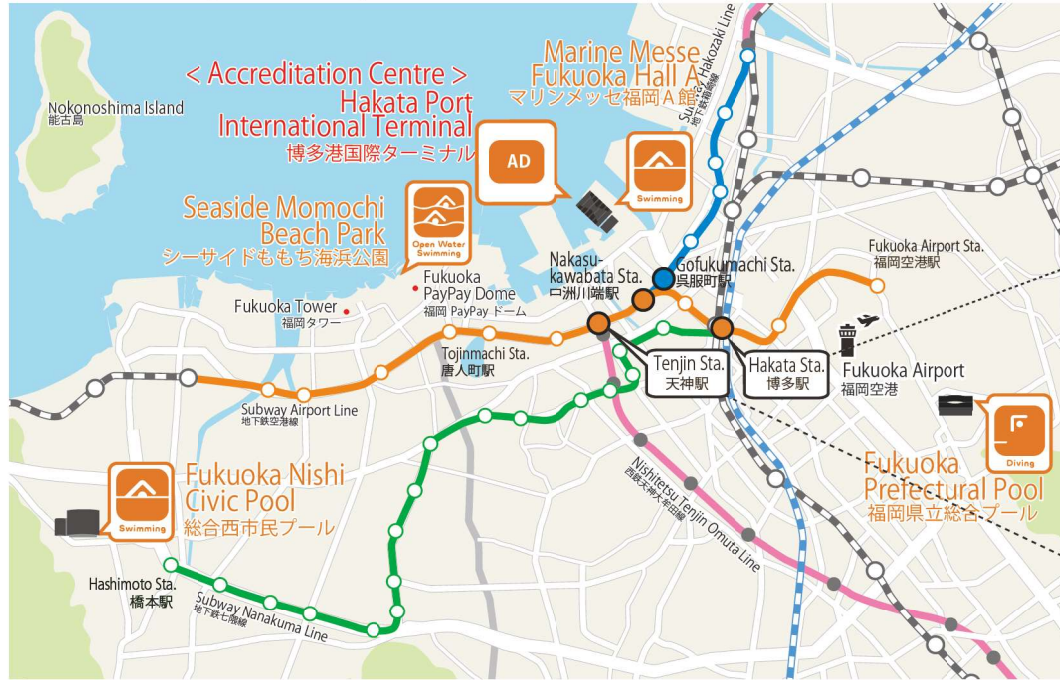 Nokonoshima Island
能古島
< Accreditation Centre >
Hakata Port
International Terminal
博多港国際ターミナル
AD
Marine Messe
Fukuoka Hall A
マリンメッセ福岡A館
Swimming
Subway Hakozaki Line
地下鉄箱崎線
Seaside Momochi
Beach Park
シーサイドももち海浜公園
Open Water
Swimming
Fukuoka Tower
福岡タワー
Fukuoka
PayPay Dome
福岡 PayPay ドーム
Nakasu-
kawabata Sta.
洲川端駅
Gofukumachi Sta.
呉服町駅
Fukuoka Airport Sta.
福岡空港駅
Tojinmachi Sta.
唐人町駅
Tenjin Sta.
天神駅
Hakata Sta.
博多駅
Fukuoka Airport
福岡空港
Subway Airport Line
地下鉄空港線
Swimming
Fukuoka Nishi
Civic Pool
総合西市民プール
Nishitetsu Tenjin Omuta Line
西鉄天神大牟田線
Diving
Fukuoka
Prefectural Pool
福岡県立総合プール
Hashimoto Sta.
橋本駅
Subway Nanakuma Line
地下鉄七隈線